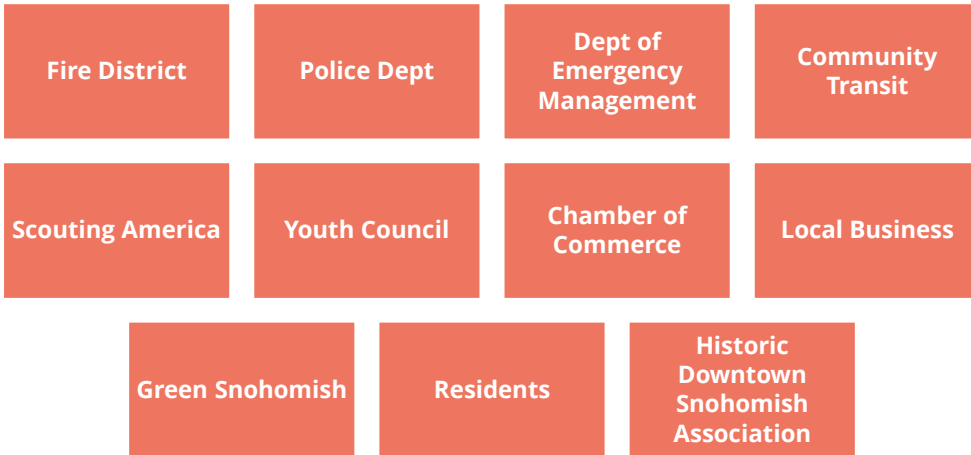 Fire District
Police Dept
Dept of
Emergency
Management
Community
Transit
Scouting America
Youth Council
Chamber of
Commerce
Local Business
Green Snohomish
Residents
Historic
Downtown
Snohomish
Association